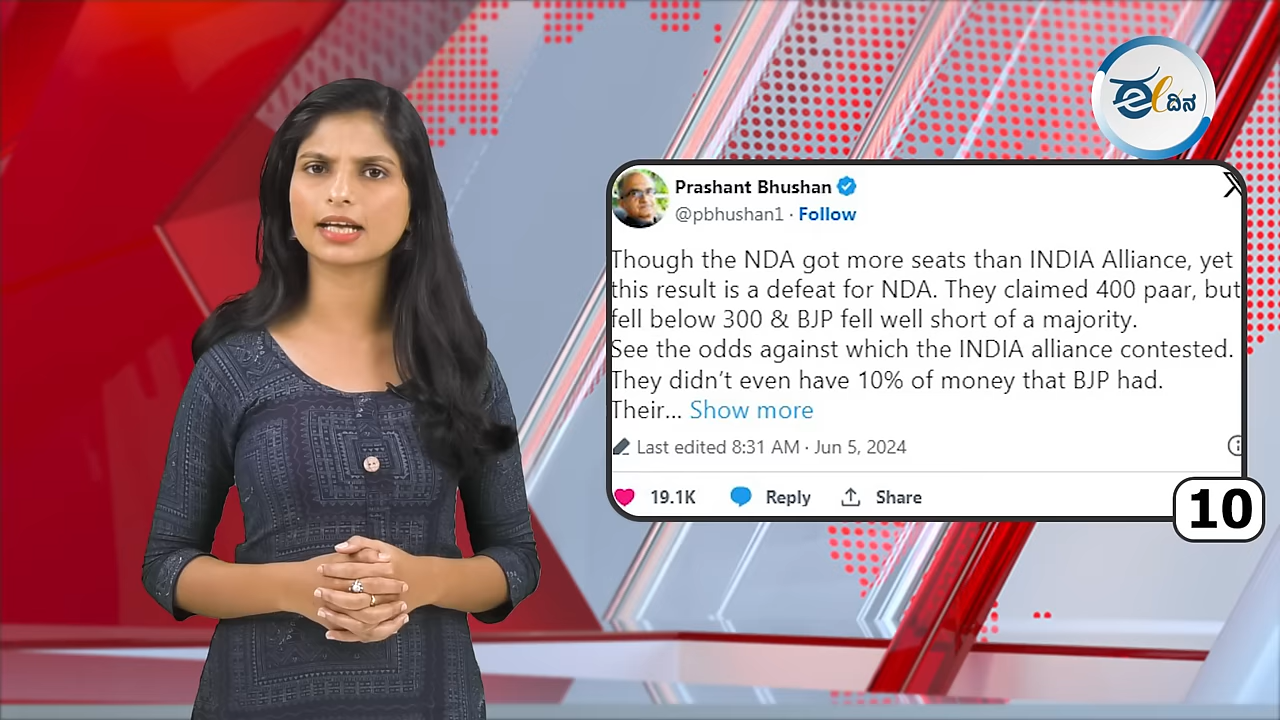 ಈ ದಿನ
Prashant Bhushan
@pbhushan1 · Follow
X
Though the NDA got more seats than INDIA Alliance, yet
this result is a defeat for NDA. They claimed 400 paar, but
fell below 300 & BJP fell well short of a majority.
See the odds against which the INDIA alliance contested.
They didn’t even have 10% of money that BJP had.
Their... Show more
Last edited 8:31 AM · Jun 5, 2024
19.1K Reply Share
10